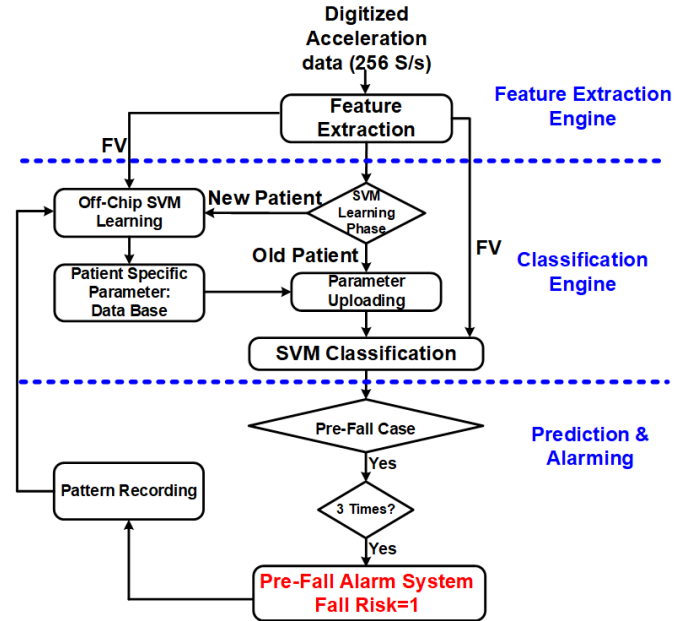 Digitized
Acceleration
data (256 S/s)
Feature
Extraction
Feature Extraction
Engine
FV
Off-Chip SVM
Learning
New Patient
SVM
Learning
Phase
Old Patient
FV
Classification
Engine
Patient Specific
Parameter:
Data Base
Parameter
Uploading
SVM Classification
Pre-Fall Case
Prediction &
Alarming
Yes
Pattern Recording
3 Times?
Yes
Pre-Fall Alarm System
Fall Risk=1